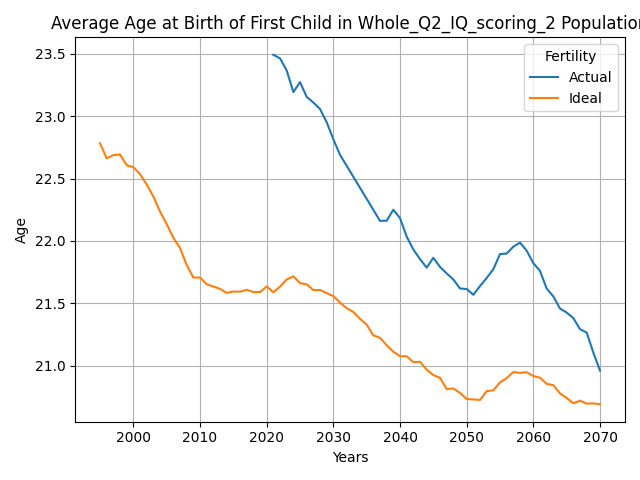 Average Age at Birth of First Child in Whole_Q2_IQ_scoring_2 Population
Fertility
Actual
Ideal
23.5
23.0
22.5
22.0
21.5
21.0
Age
2000 2010 2020 2030 2040 2050 2060 2070
Years